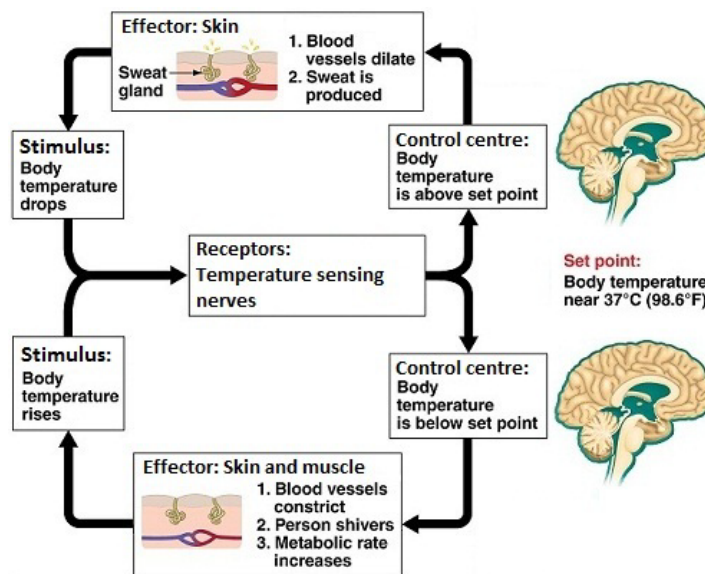 Effector: Skin
Sweat
gland
1. Blood
vessels dilate
2. Sweat is
produced
Stimulus:
Body
temperature
drops
Control centre:
Body
temperature
is above set point
Receptors:
Temperature sensing
nerves
Set point:
Body temperature
near 37°C (98.6°F)
Stimulus:
Body
temperature
rises
Control centre:
Body
temperature
is below set point
Effector: Skin and muscle
1. Blood vessels
constrict
2. Person shivers
3. Metabolic rate
increases